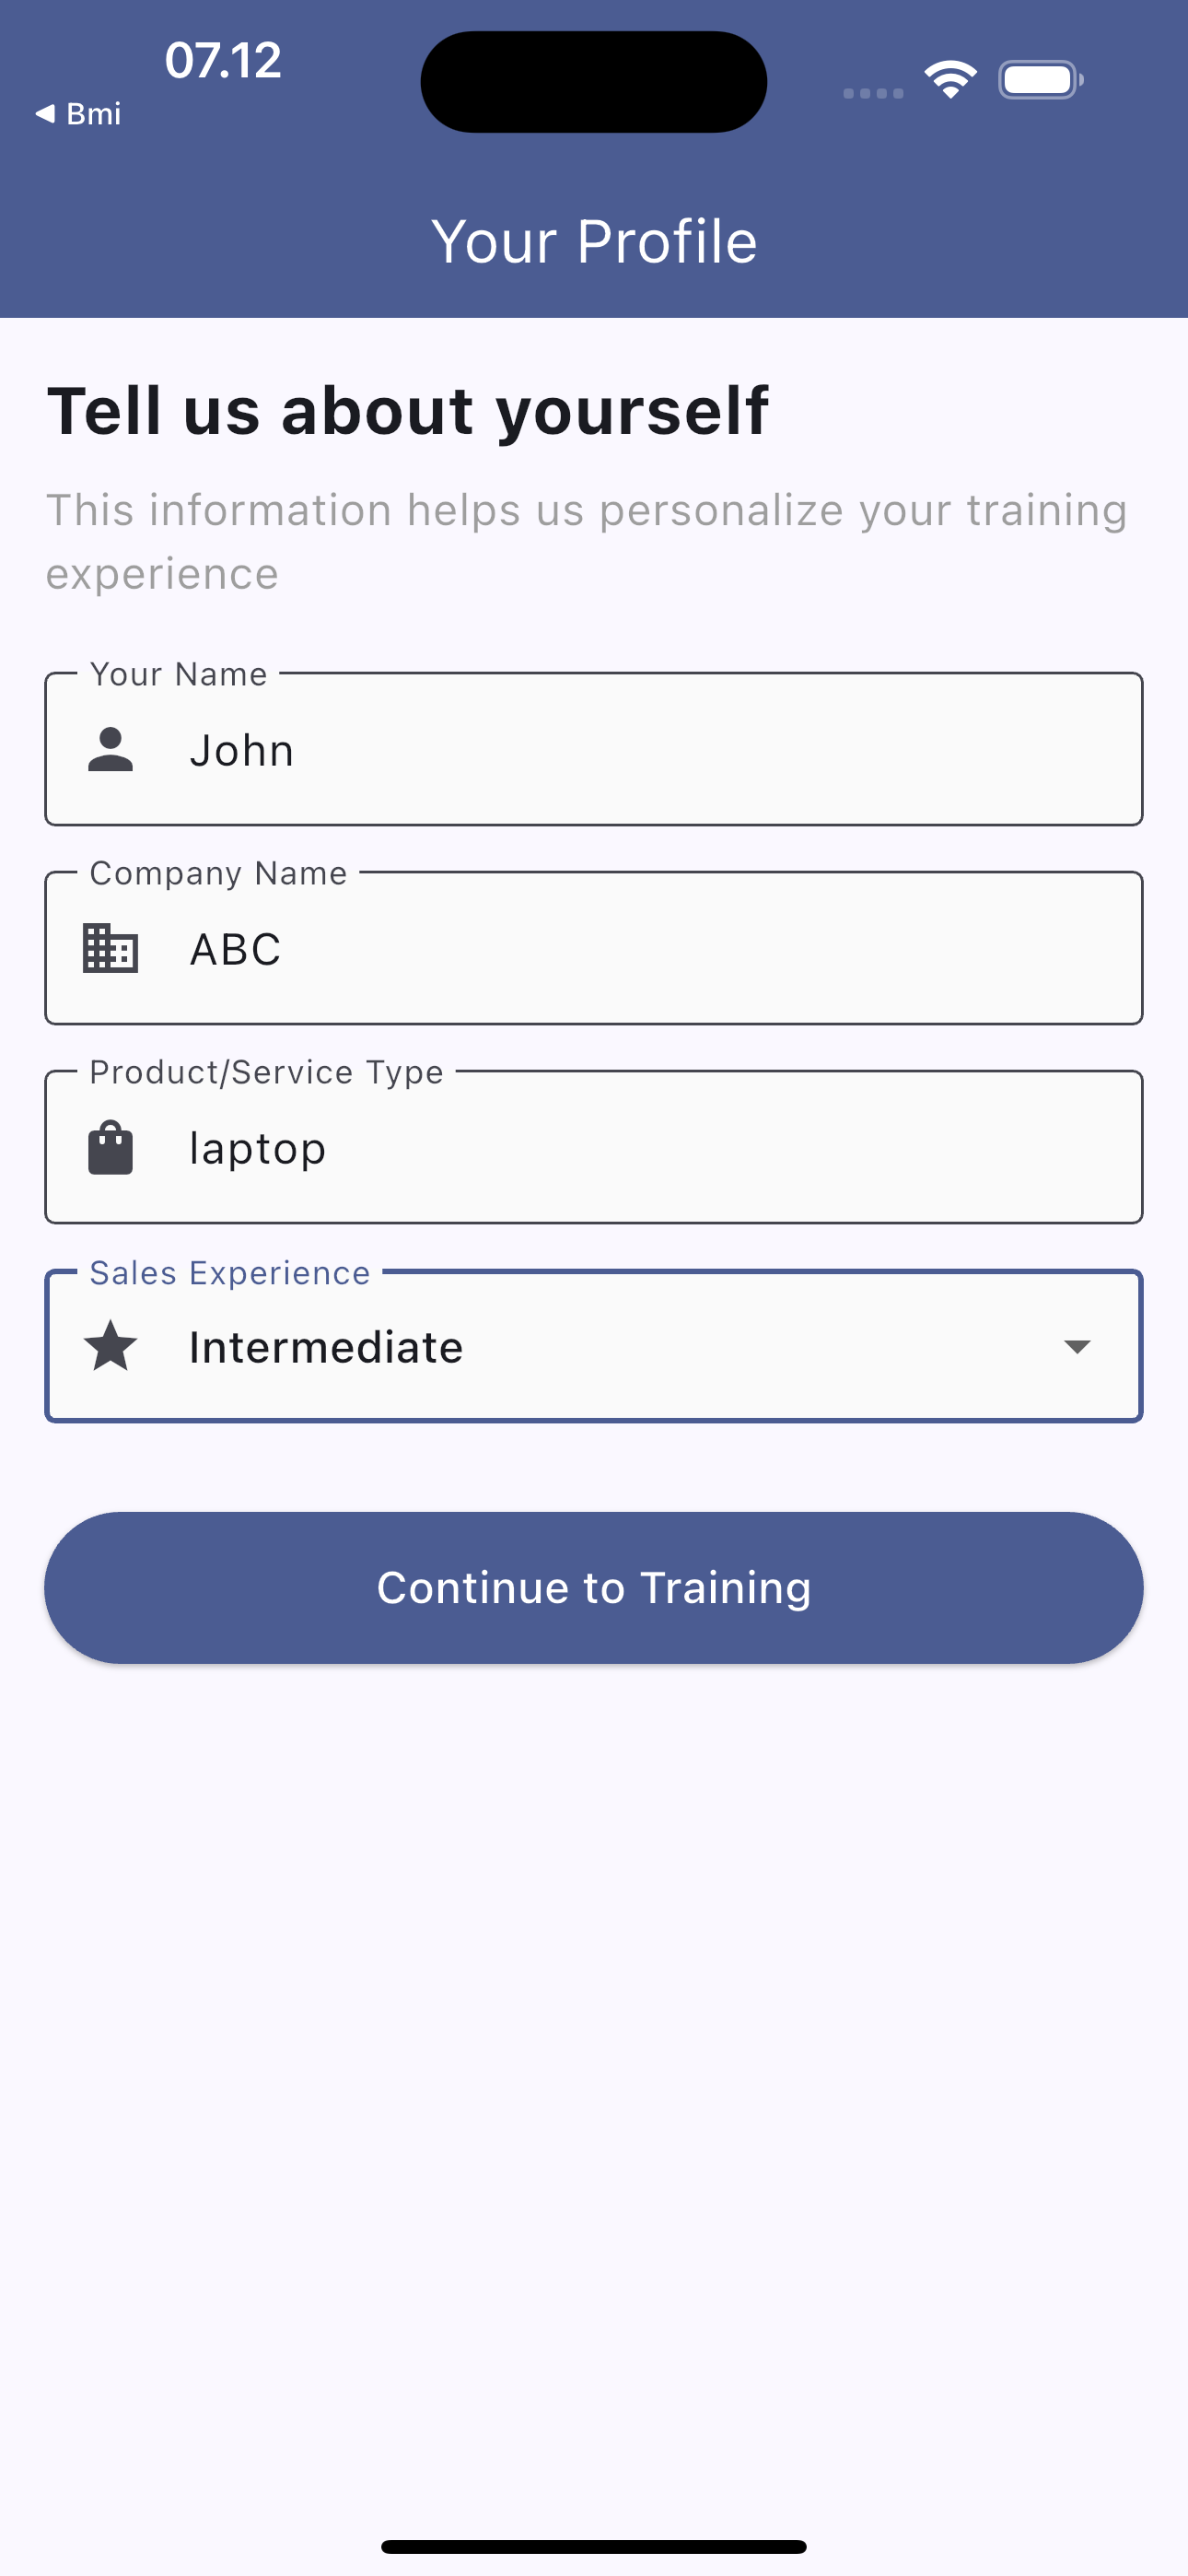 07.12
Bmi
Your Profile
Tell us about yourself
This information helps us personalize your training
experience
Your Name
John
Company Name
ABC
Product/Service Type
laptop
Sales Experience
Intermediate
Continue to Training